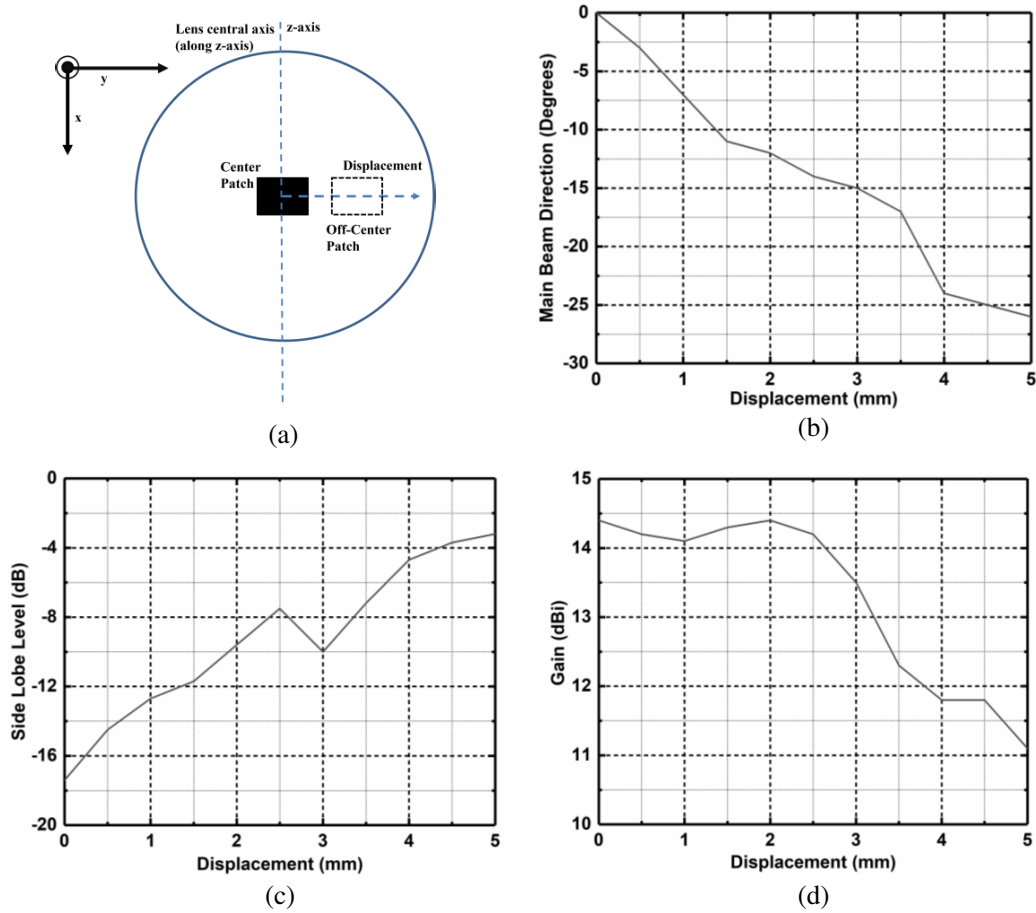 Lens central axis
(along z-axis)
z-axis
y
x
Center
Patch
Displacement
Off-Center
Patch
(a)
Main Beam Direction (Degrees)
0
-5
-10
-15
-20
-25
-30
0 1 2 3 4 5
Displacement (mm)
(b)
Side Lobe Level (dB)
0
-4
-8
-12
-16
-20
0 1 2 3 4 5
Displacement (mm)
(c)
Gain (dBi)
15
14
13
12
11
10
0 1 2 3 4 5
Displacement (mm)
(d)